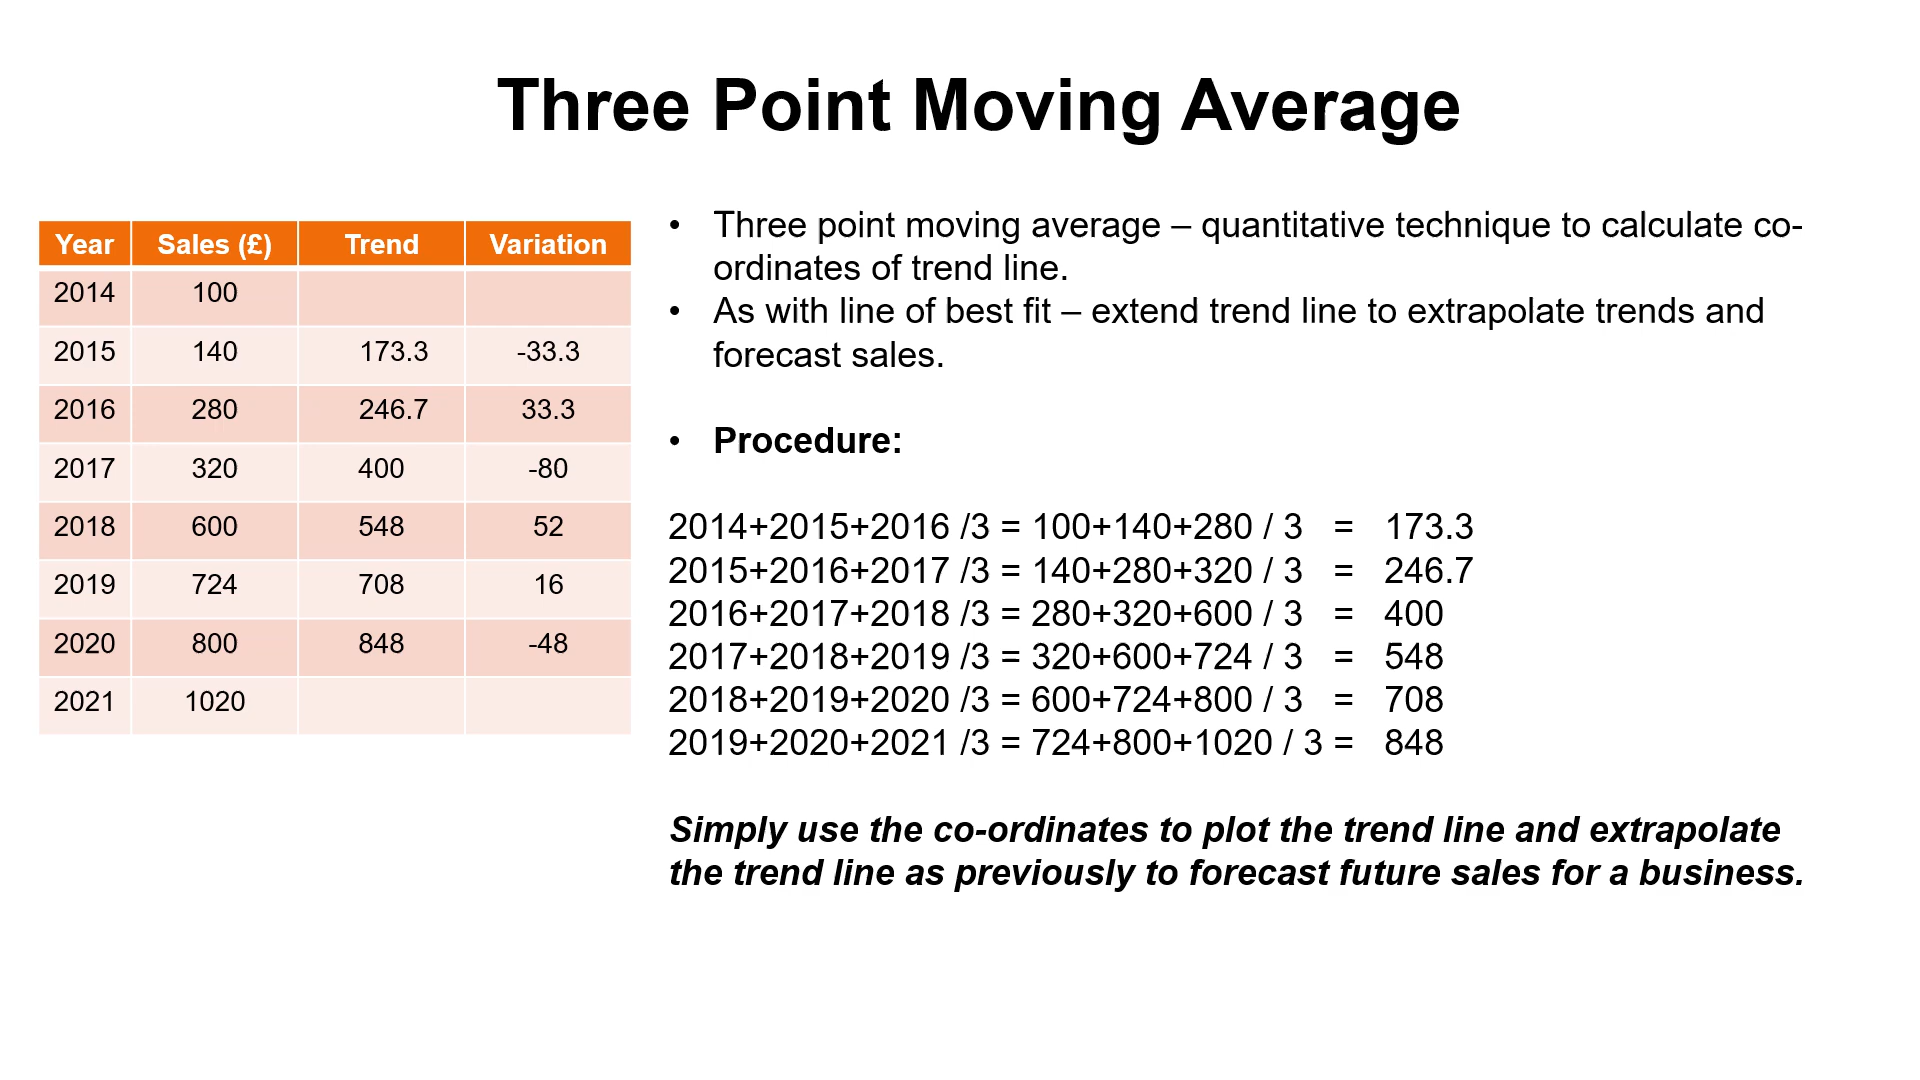 Three Point Moving Average
Year Sales (£) Trend Variation
2014 100
2015 140 173.3 -33.3
2016 280 246.7 33.3
2017 320 400 -80
2018 600 548 52
2019 724 708 16
2020 800 848 -48
2021 1020
• Three point moving average – quantitative technique to calculate co-
ordinates of trend line.
• As with line of best fit – extend trend line to extrapolate trends and
forecast sales.
• Procedure:
2014+2015+2016 /3 = 100+140+280 / 3 = 173.3
2015+2016+2017 /3 = 140+280+320 / 3 = 246.7
2016+2017+2018 /3 = 280+320+600 / 3 = 400
2017+2018+2019 /3 = 320+600+724 / 3 = 548
2018+2019+2020 /3 = 600+724+800 / 3 = 708
2019+2020+2021 /3 = 724+800+1020 / 3 = 848
Simply use the co-ordinates to plot the trend line and extrapolate
the trend line as previously to forecast future sales for a business.